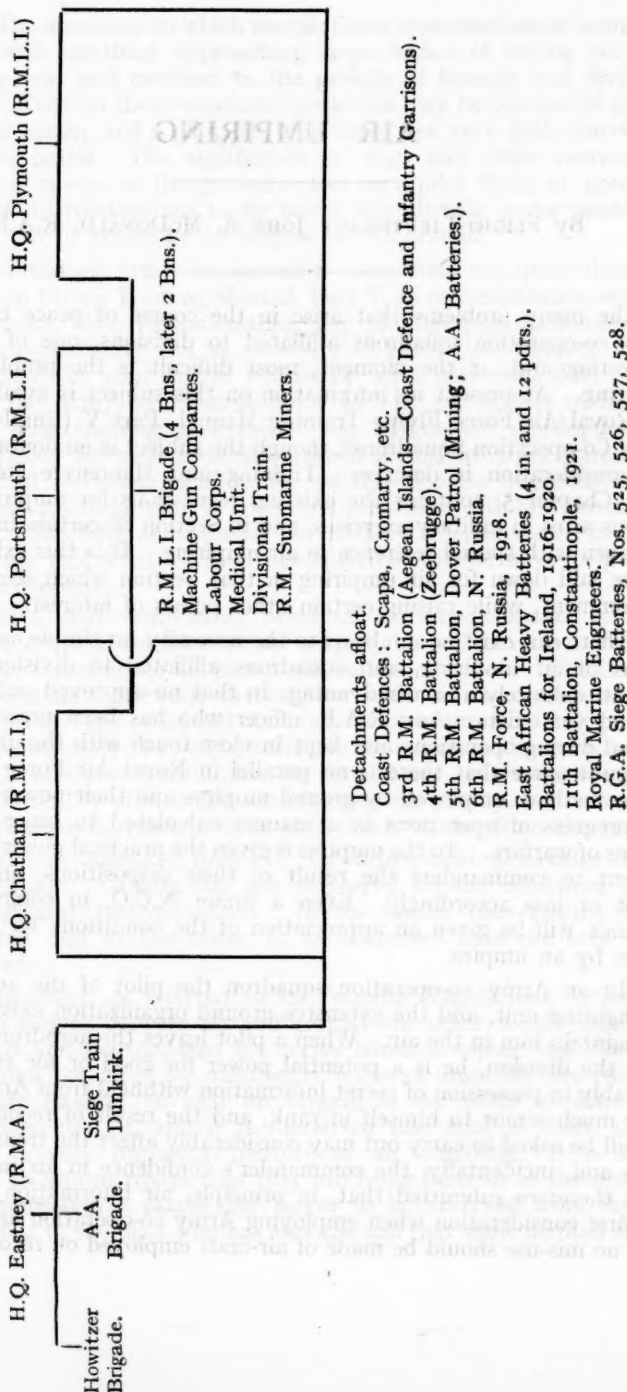 H.Q. Eastney (R.M.A.)
H.Q. Chatham (R.M.L.I.)
H.Q. Portsmouth (R.M.L.I.)
H.Q. Plymouth (R.M.L.I.)
Howitzer
Brigade.
A.A.
Brigade.
Siege Train
Dunkirk.
R.M.L.I. Brigade (4 Bns., later 2 Bns.).
Machine Gun Companies.
Labour Corps.
Medical Unit.
Divisional Train.
R.M. Submarine Miners.
Detachments afloat.
Coast Defences : Scapa, Cromarty, etc.
3rd R.M. Battalion (Aegean Islands—Coast Defence and Infantry Garrisons).
4th R.M. Battalion (Zeebrugge).
5th R.M. Battalion, Dover Patrol (Mining, A.A. Batteries.).
6th R.M. Battalion, N. Russia.
R.M. Force, N. Russia, 1918.
East African Heavy Batteries (4 in. and 12 pdrs.).
Battalions Ireland, 1916-1920.
11th Battalion, Constantinople, 1921.
Royal Marine Engineers.
R.G.A. Siege Batteries, Nos. 525, 526, 527, 528.